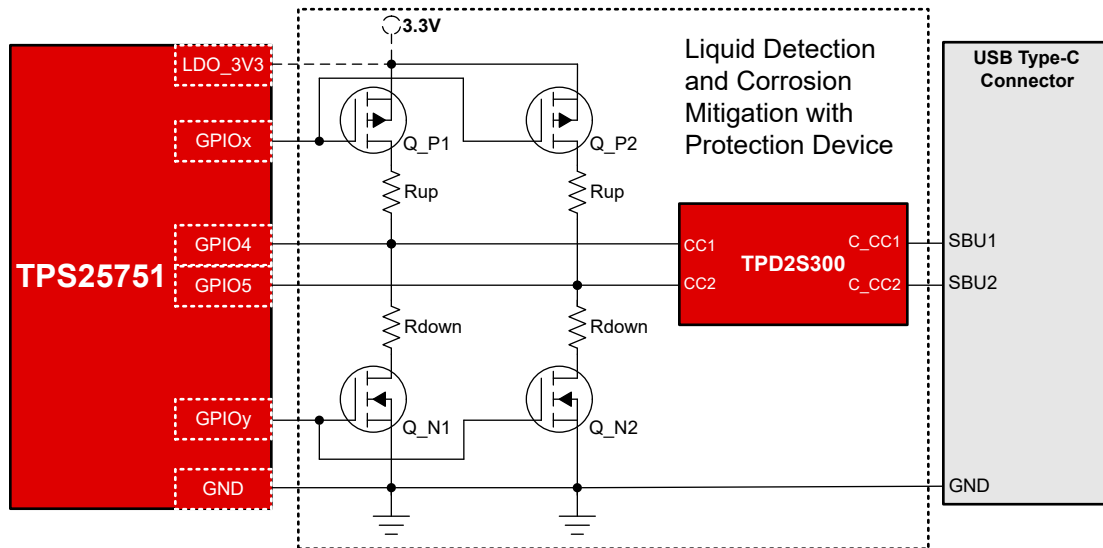 3.3V
LDO_3V3
GPIOx
Q_P1
Q_P2
Rup
Rup
Liquid Detection
and Corrosion
Mitigation with
Protection Device
USB Type-C
Connector
TPS25751
GPIO4
GPIO5
CC1
CC2
TPD2S300
C_CC1
C_CC2
SBU1
SBU2
Rdown
Rdown
GPIOy
Q_N1
Q_N2
GND
GND